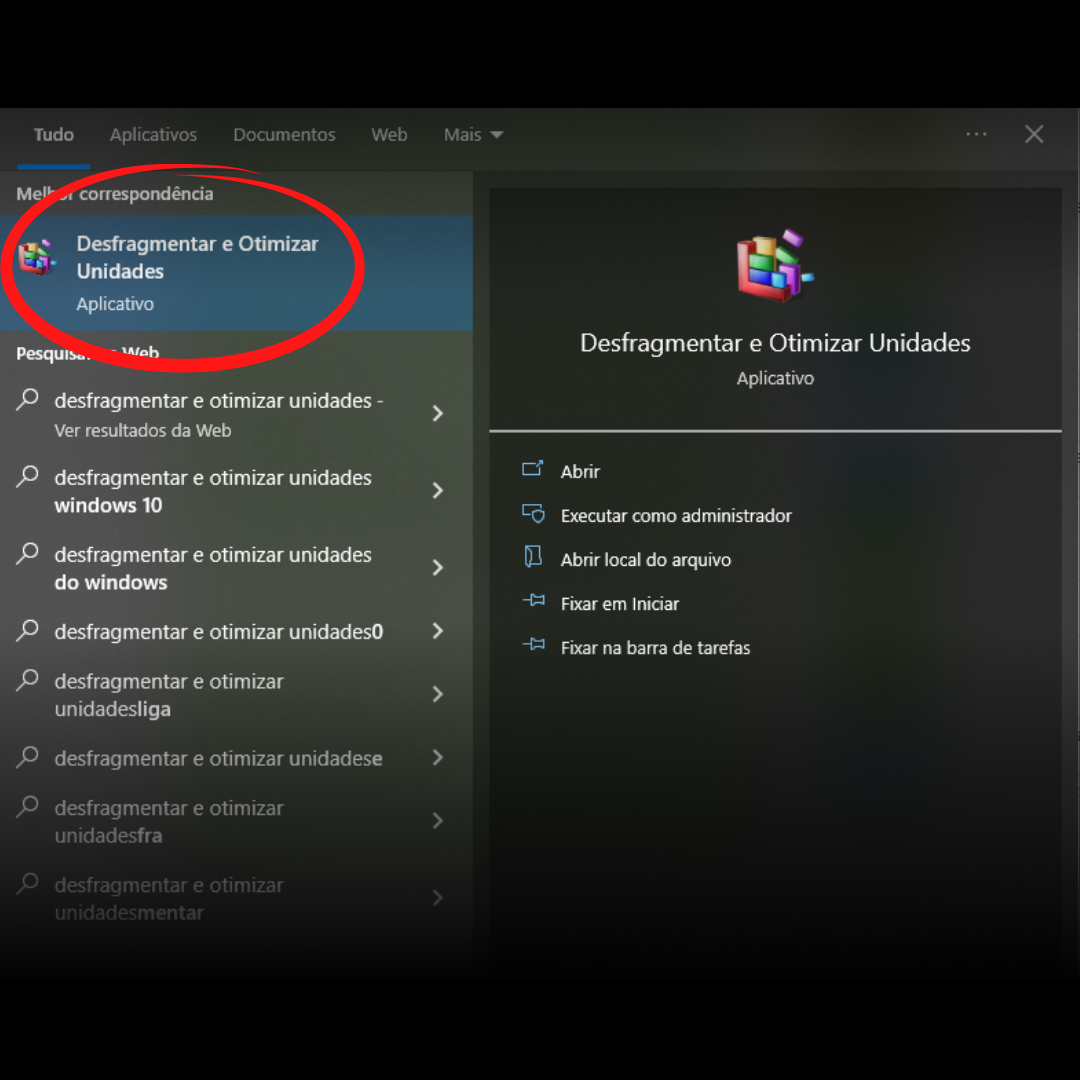 Tudo Aplicativos Documentos Web Mais
Melhor correspondência
Desfragmentar e Otimizar
Unidades
Aplicativo
Pesquisar na Web
desfragmentar e otimizar unidades -
Ver resultados da Web
desfragmentar e otimizar unidades
windows 10
desfragmentar e otimizar unidades
do windows
desfragmentar e otimizar unidades0
desfragmentar e otimizar
unidadesliga
desfragmentar e otimizar unidadese
desfragmentar e otimizar
unidadesfra
desfragmentar e otimizar
unidadesmentar
Desfragmentar e Otimizar Unidades
Aplicativo
Abrir
Executar como administrador
Abrir local do arquivo
Fixar em Iniciar
Fixar na barra de tarefas